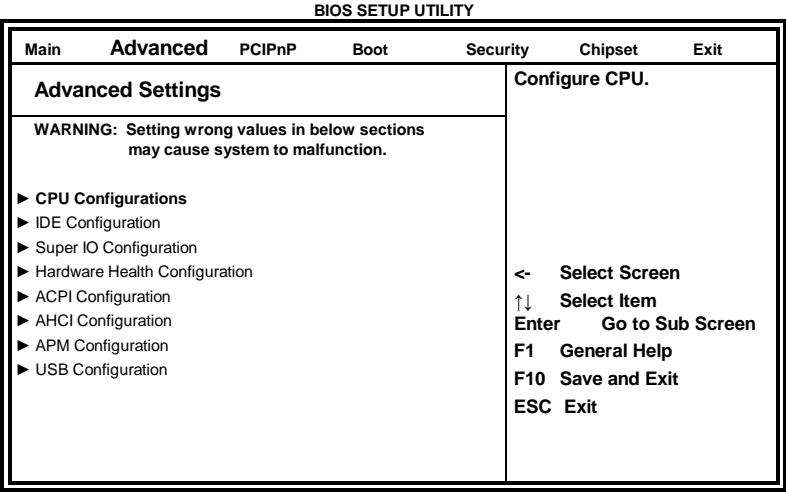 BIOS SETUP UTILITY
Main Advanced PCIPnP Boot Security Chipset Exit
Advanced Settings
WARNING: Setting wrong values in below sections
may cause system to malfunction.
► CPU Configurations
► IDE Configuration
► Super IO Configuration
► Hardware Health Configuration
► ACPI Configuration
► AHCI Configuration
► APM Configuration
► USB Configuration
Configure CPU.
<- Select Screen
↑↓ Select Item
Enter Go to Sub Screen
F1 General Help
F10 Save and Exit
ESC Exit